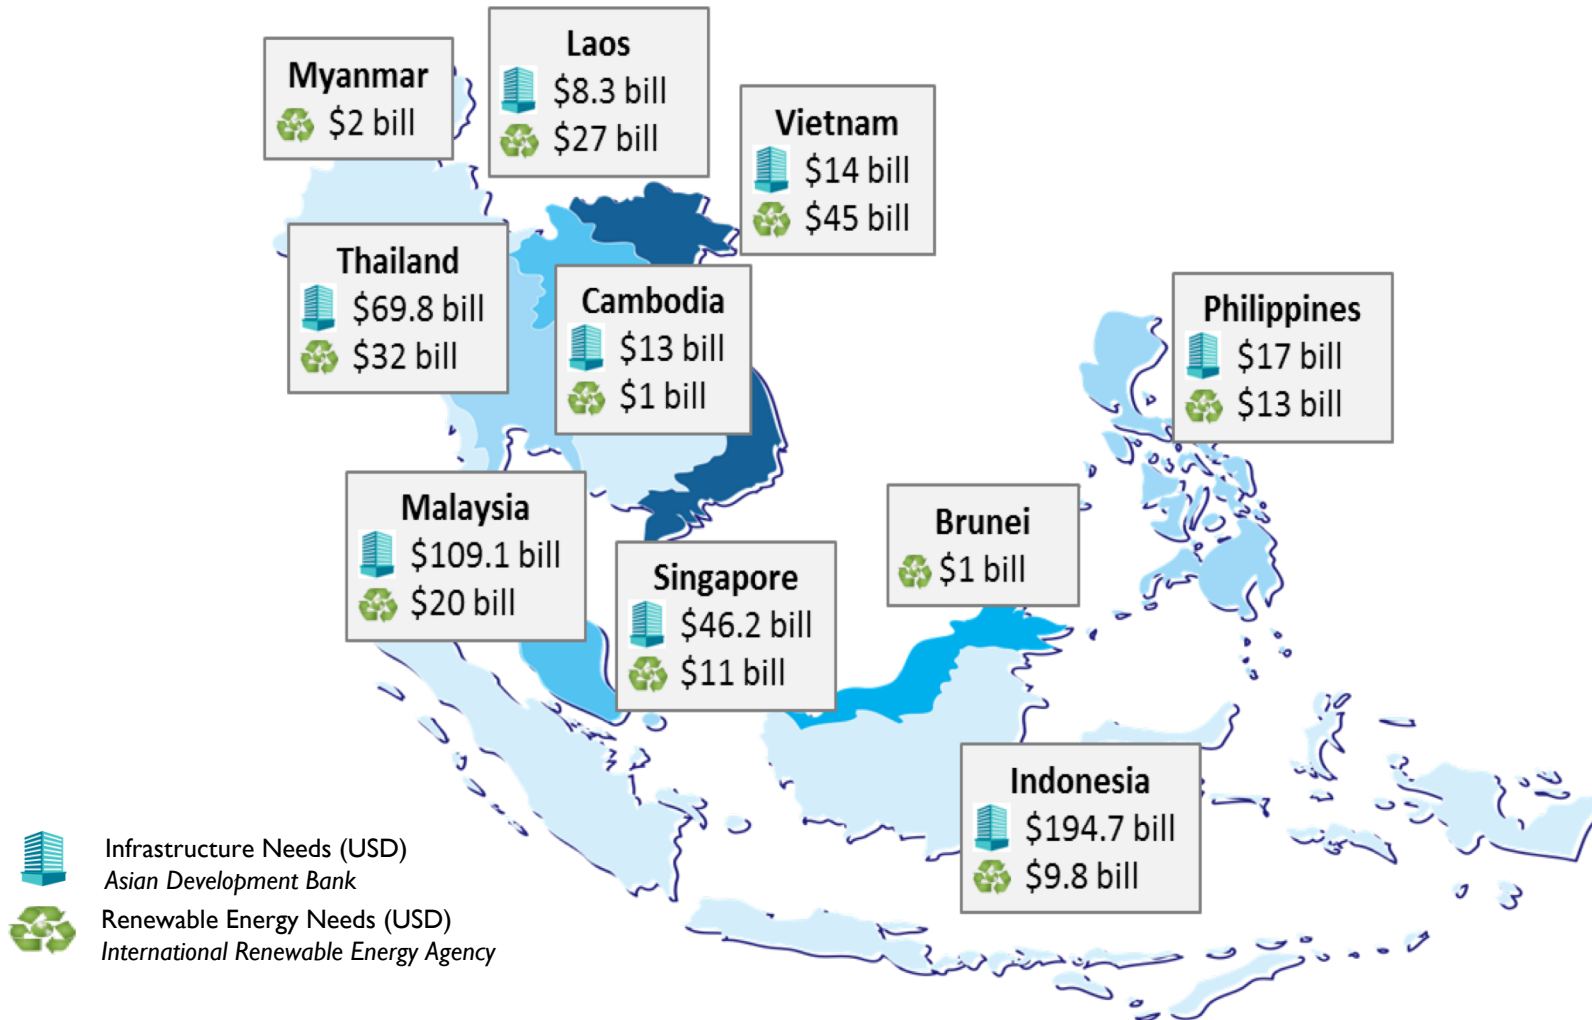 Myanmar
$2 bill
Laos
$8.3 bill
$27 bill
Vietnam
$14 bill
$45 bill
Thailand
$69.8 bill
$32 bill
Cambodia
$13 bill
$1 bill
Philippines
$17 bill
$13 bill
Malaysia
$109.1 bill
$20 bill
Singapore
$46.2 bill
$11 bill
Brunei
$1 bill
Indonesia
$194.7 bill
$9.8 bill
Infrastructure Needs (USD)
Asian Development Bank
Renewable Energy Needs (USD)
International Renewable Energy Agency